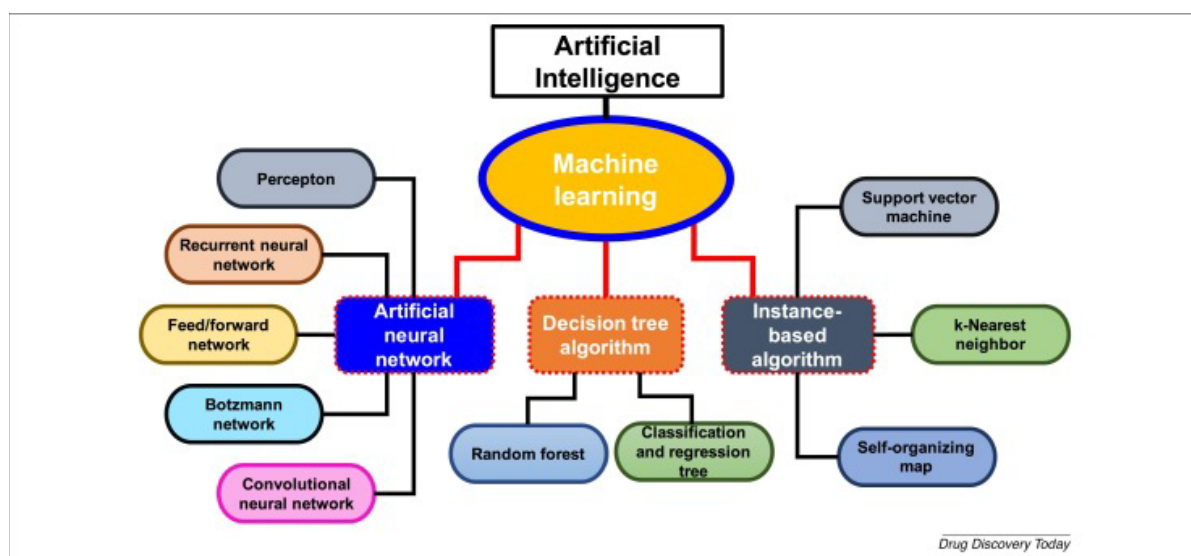 Artificial
Intelligence
Machine
learning
Percepton
Recurrent neural
network
Feed/forward
network
Botzmann
network
Convolutional
neural network
Artificial
neural
network
Decision tree
algorithm
Instance-
based
algorithm
Random forest
Classification
and regression
tree
Support vector
machine
k-Nearest
neighbor
Self-organizing
map
Drug Discovery Today